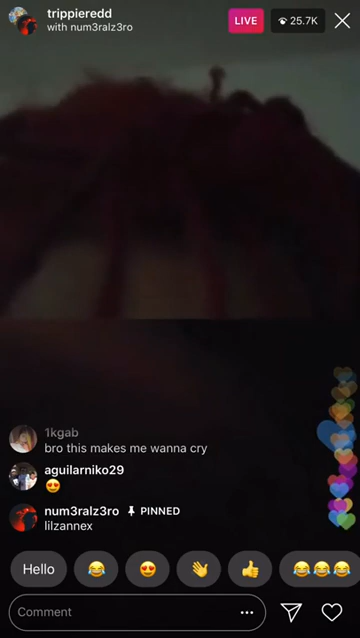 trippieredd
with num3ralz3ro
LIVE
25.7K
1kgab
bro this makes me wanna cry
aguilarniko29
😍
num3ralz3ro PINNED
lilzannex
Hello 😂 😍 👋 👍 😂😂😂
Comment